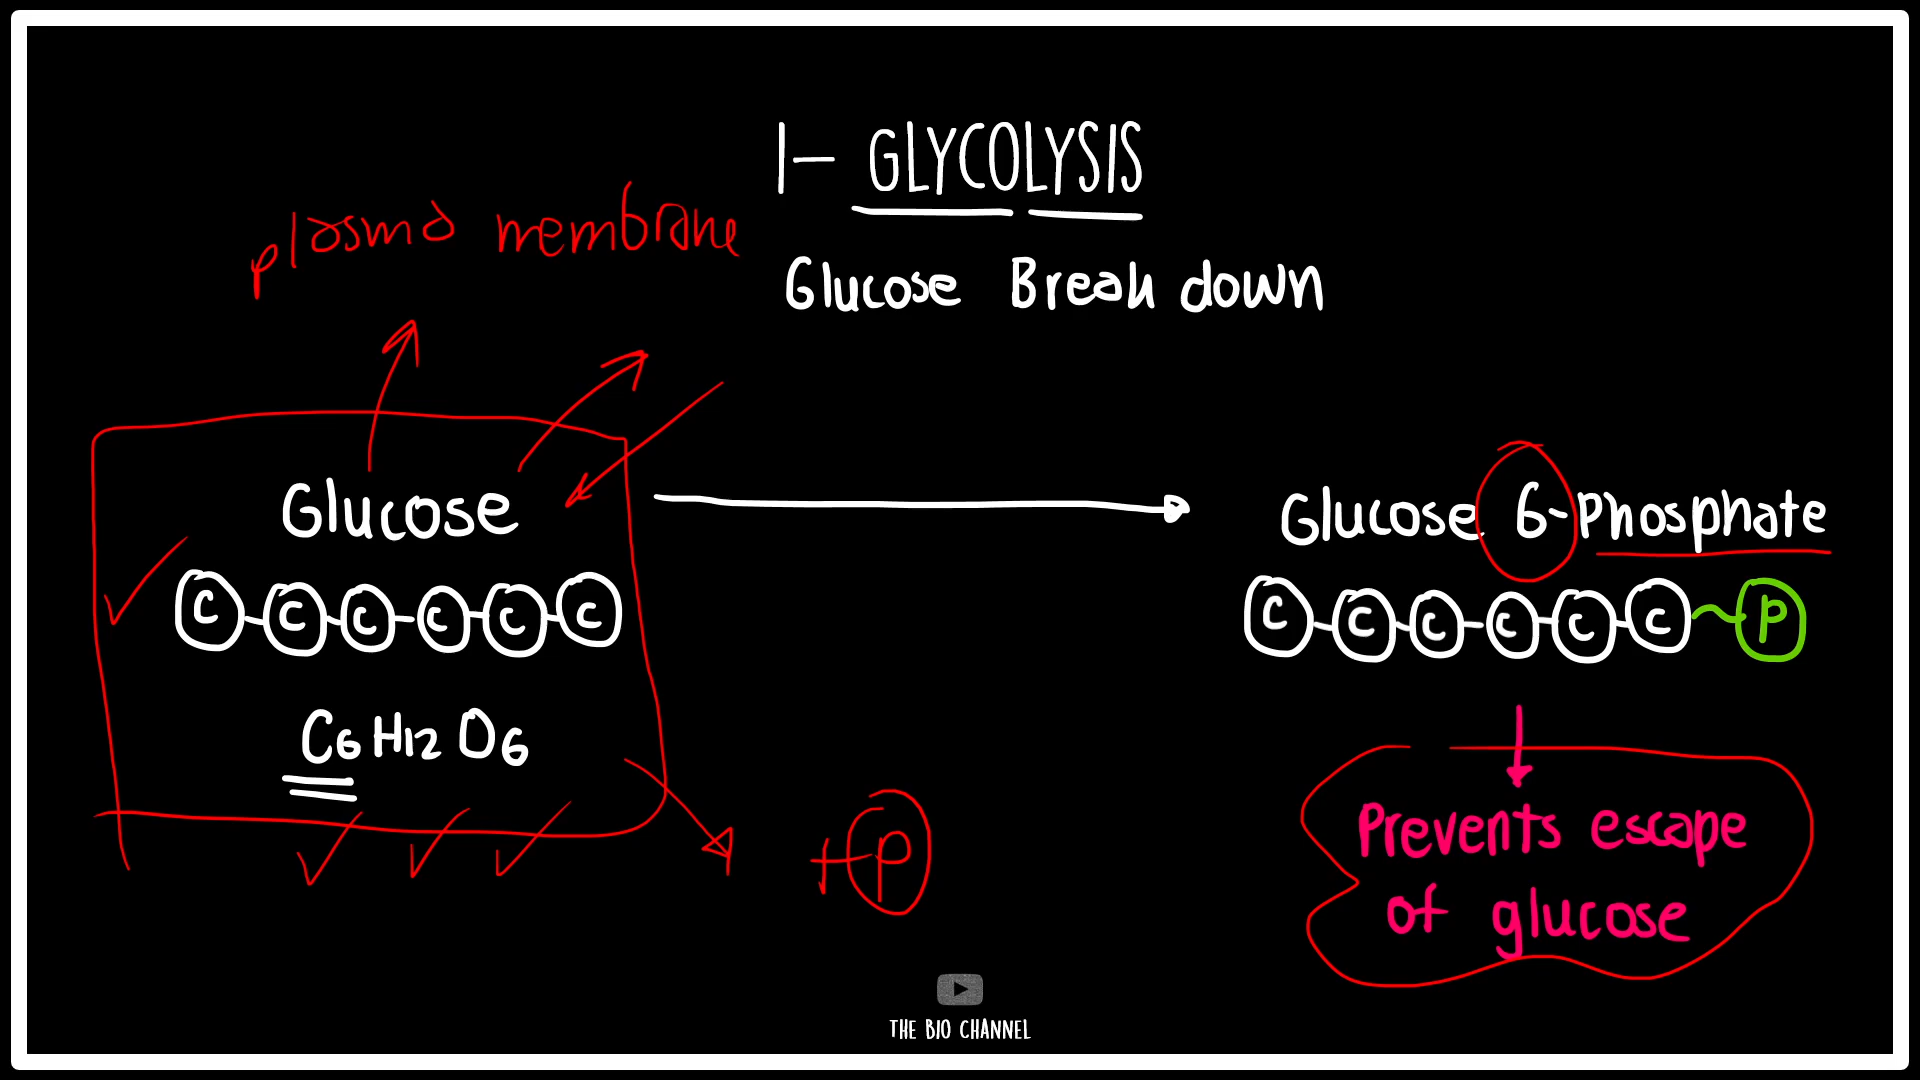 1- GLYCOLYSIS
plasma membrane
Glucose Break down
Glucose
Glucose 6-Phosphate
C-C-C-C-C-C
C-C-C-C-C-C~P
C6H12O6
+P
Prevents escape
of glucose
THE BIO CHANNEL